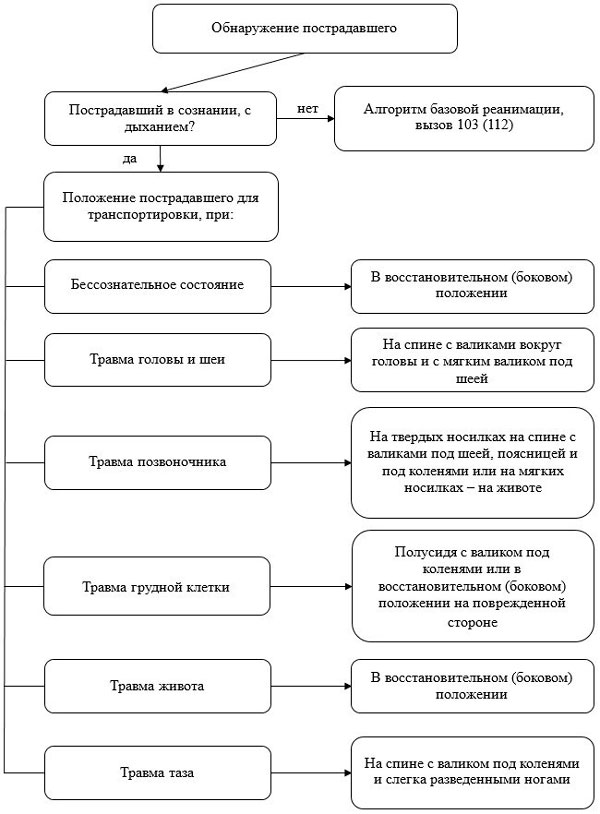 Обнаружение пострадавшего
Пострадавший в сознании, с
дыханием?
нет
Алгоритм базовой реанимации,
вызов 103 (112)
да
Положение пострадавшего для
транспортировки, при:
Бессознательное состояние
В восстановительном (боковом)
положении
Травма головы и шеи
На спине с валиками вокруг
головы и с мягким валиком под
шеей
Травма позвоночника
На твердых носилках на спине с
валиками под шеей, поясницей и
под коленями или на мягких
носилках – на животе
Травма грудной клетки
Полусидя с валиком под
коленями или в
восстановительном (боковом)
положении на поврежденной
стороне
Травма живота
В восстановительном (боковом)
положении
Травма таза
На спине с валиком под коленями
и слегка разведенными ногами